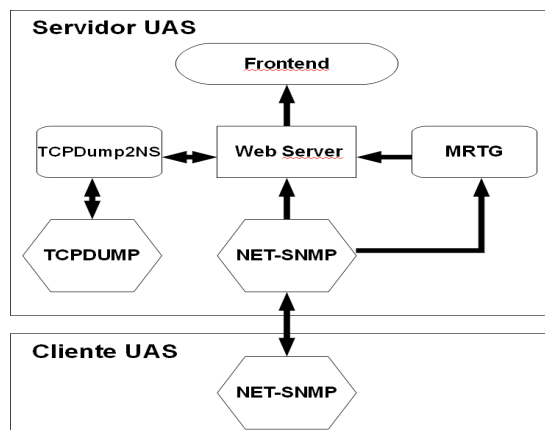 Servidor UAS
Frontend
TCPDump2NS
Web Server
MRTG
TCPDUMP
NET-SNMP
Cliente UAS
NET-SNMP